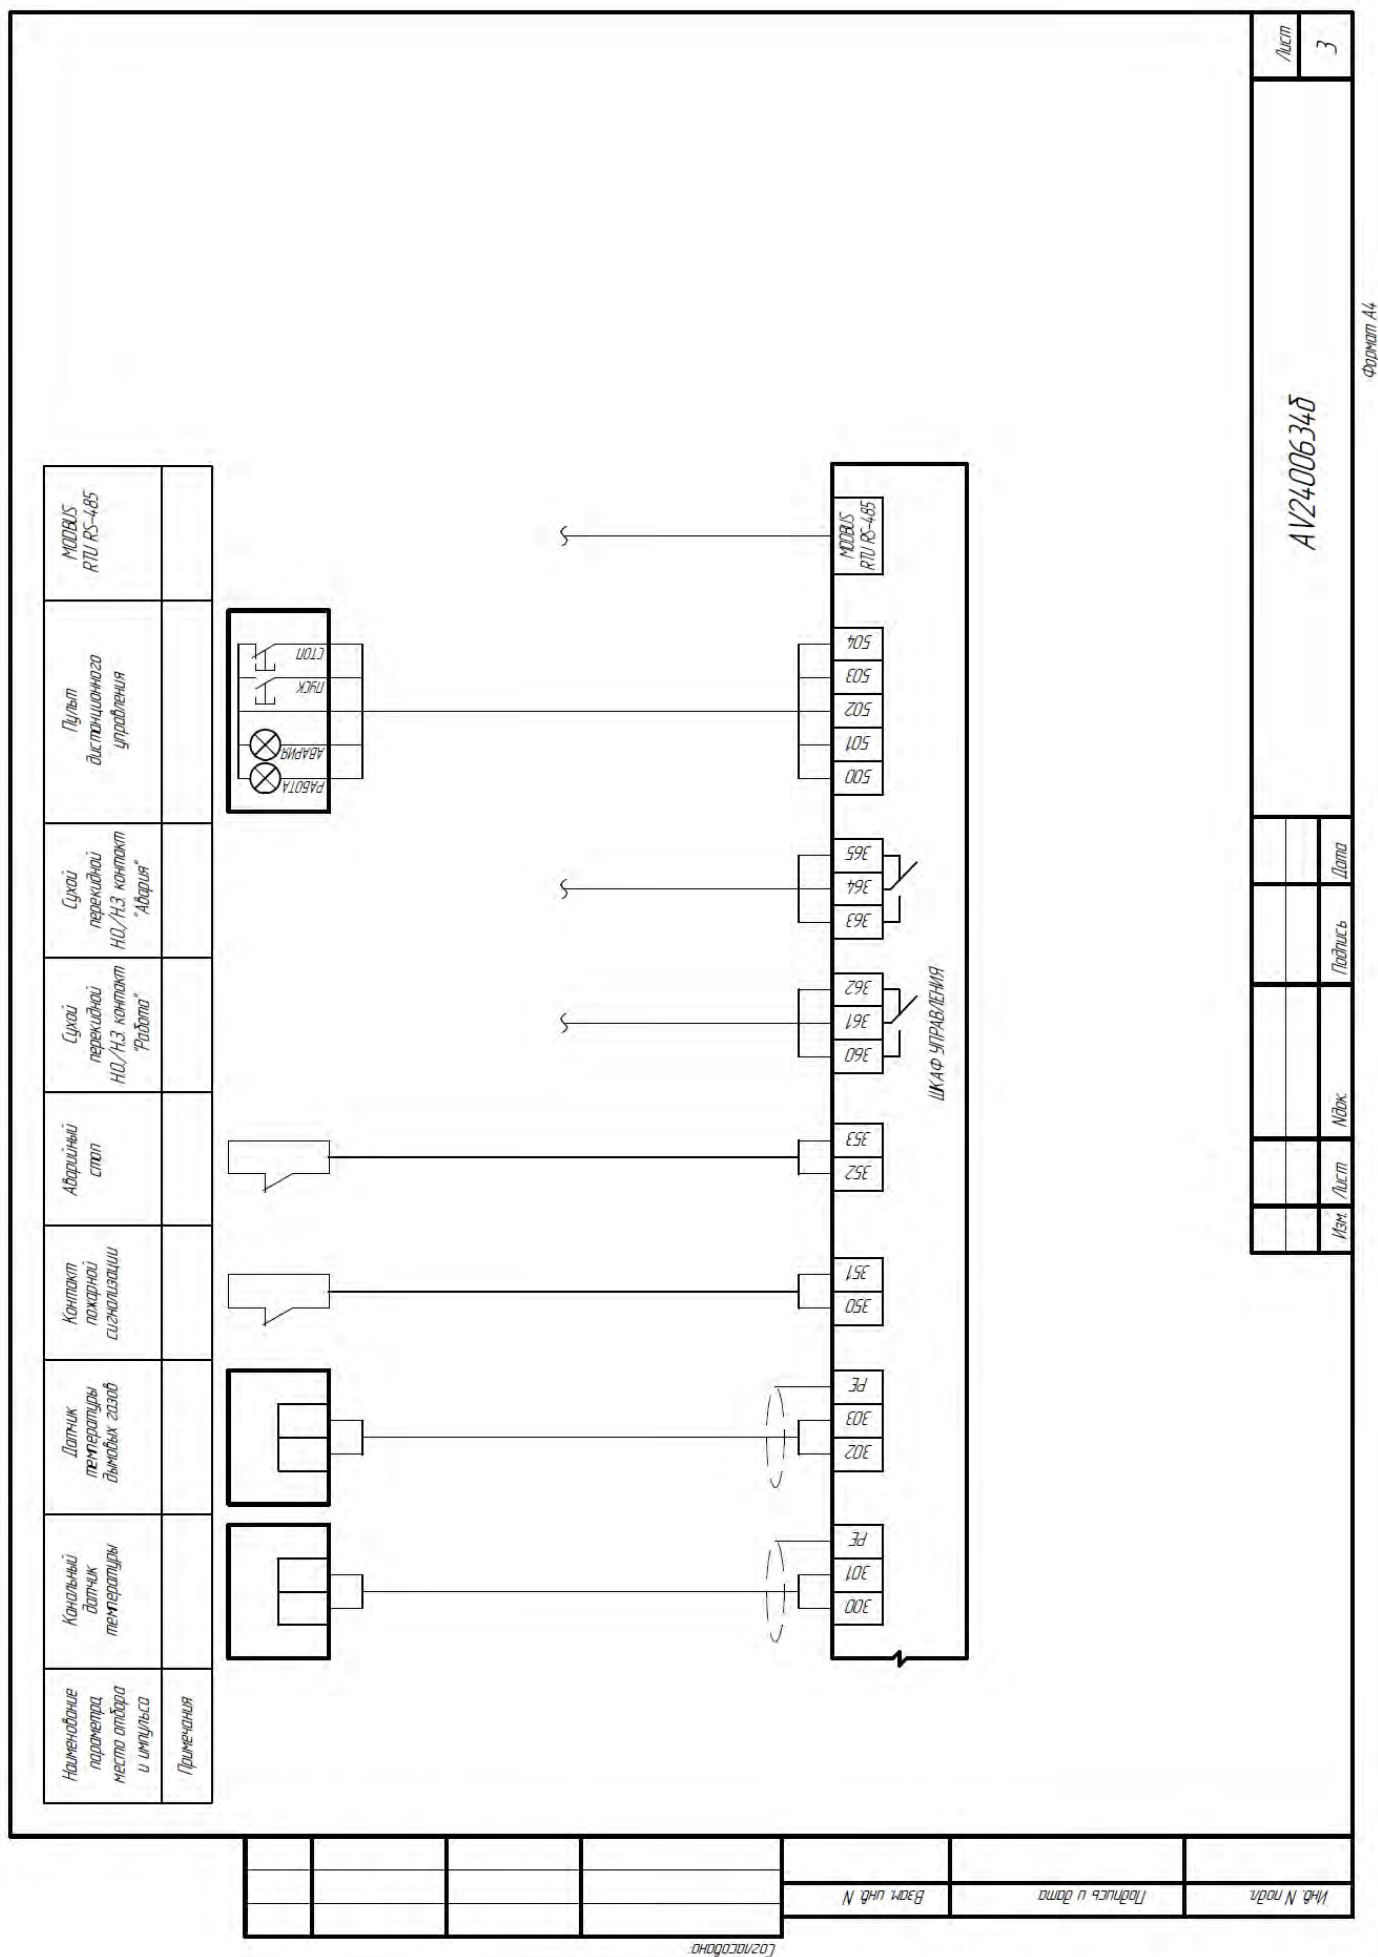 Наименование
параметра,
место отбора
и импульса
Канальный
датчик
температуры
Датчик
температуры
дымовых газов
Контакт
пожарной
сигнализации
Аварийный
стоп
Сухой
перекидной
НО/НЗ. контакт
"Работа"
Сухой
перекидной
НО/НЗ. контакт
"Авария"
Пульт
дистанционного
управления
MODBUS
RTU RS-485
Примечания
РАБОТА
АВАРИЯ
ПУСК
СТОП
300
301
PE
302
303
PE
350
351
352
353
360
361
362
363
364
365
500
501
502
503
504
MODBUS
RTU RS-485
ШКАФ УПРАВЛЕНИЯ
Изм.
Лист
Nдок.
Подпись
Дата
AV2400634б
Лист
3
Формат А4
Согласовано:
Взам. инв. N
Подпись и дата
Инв. N подл.